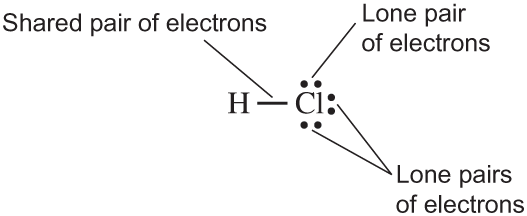 Lone pair
of electrons
Shared pair of electrons
H — Cl
Lone pairs
of electrons